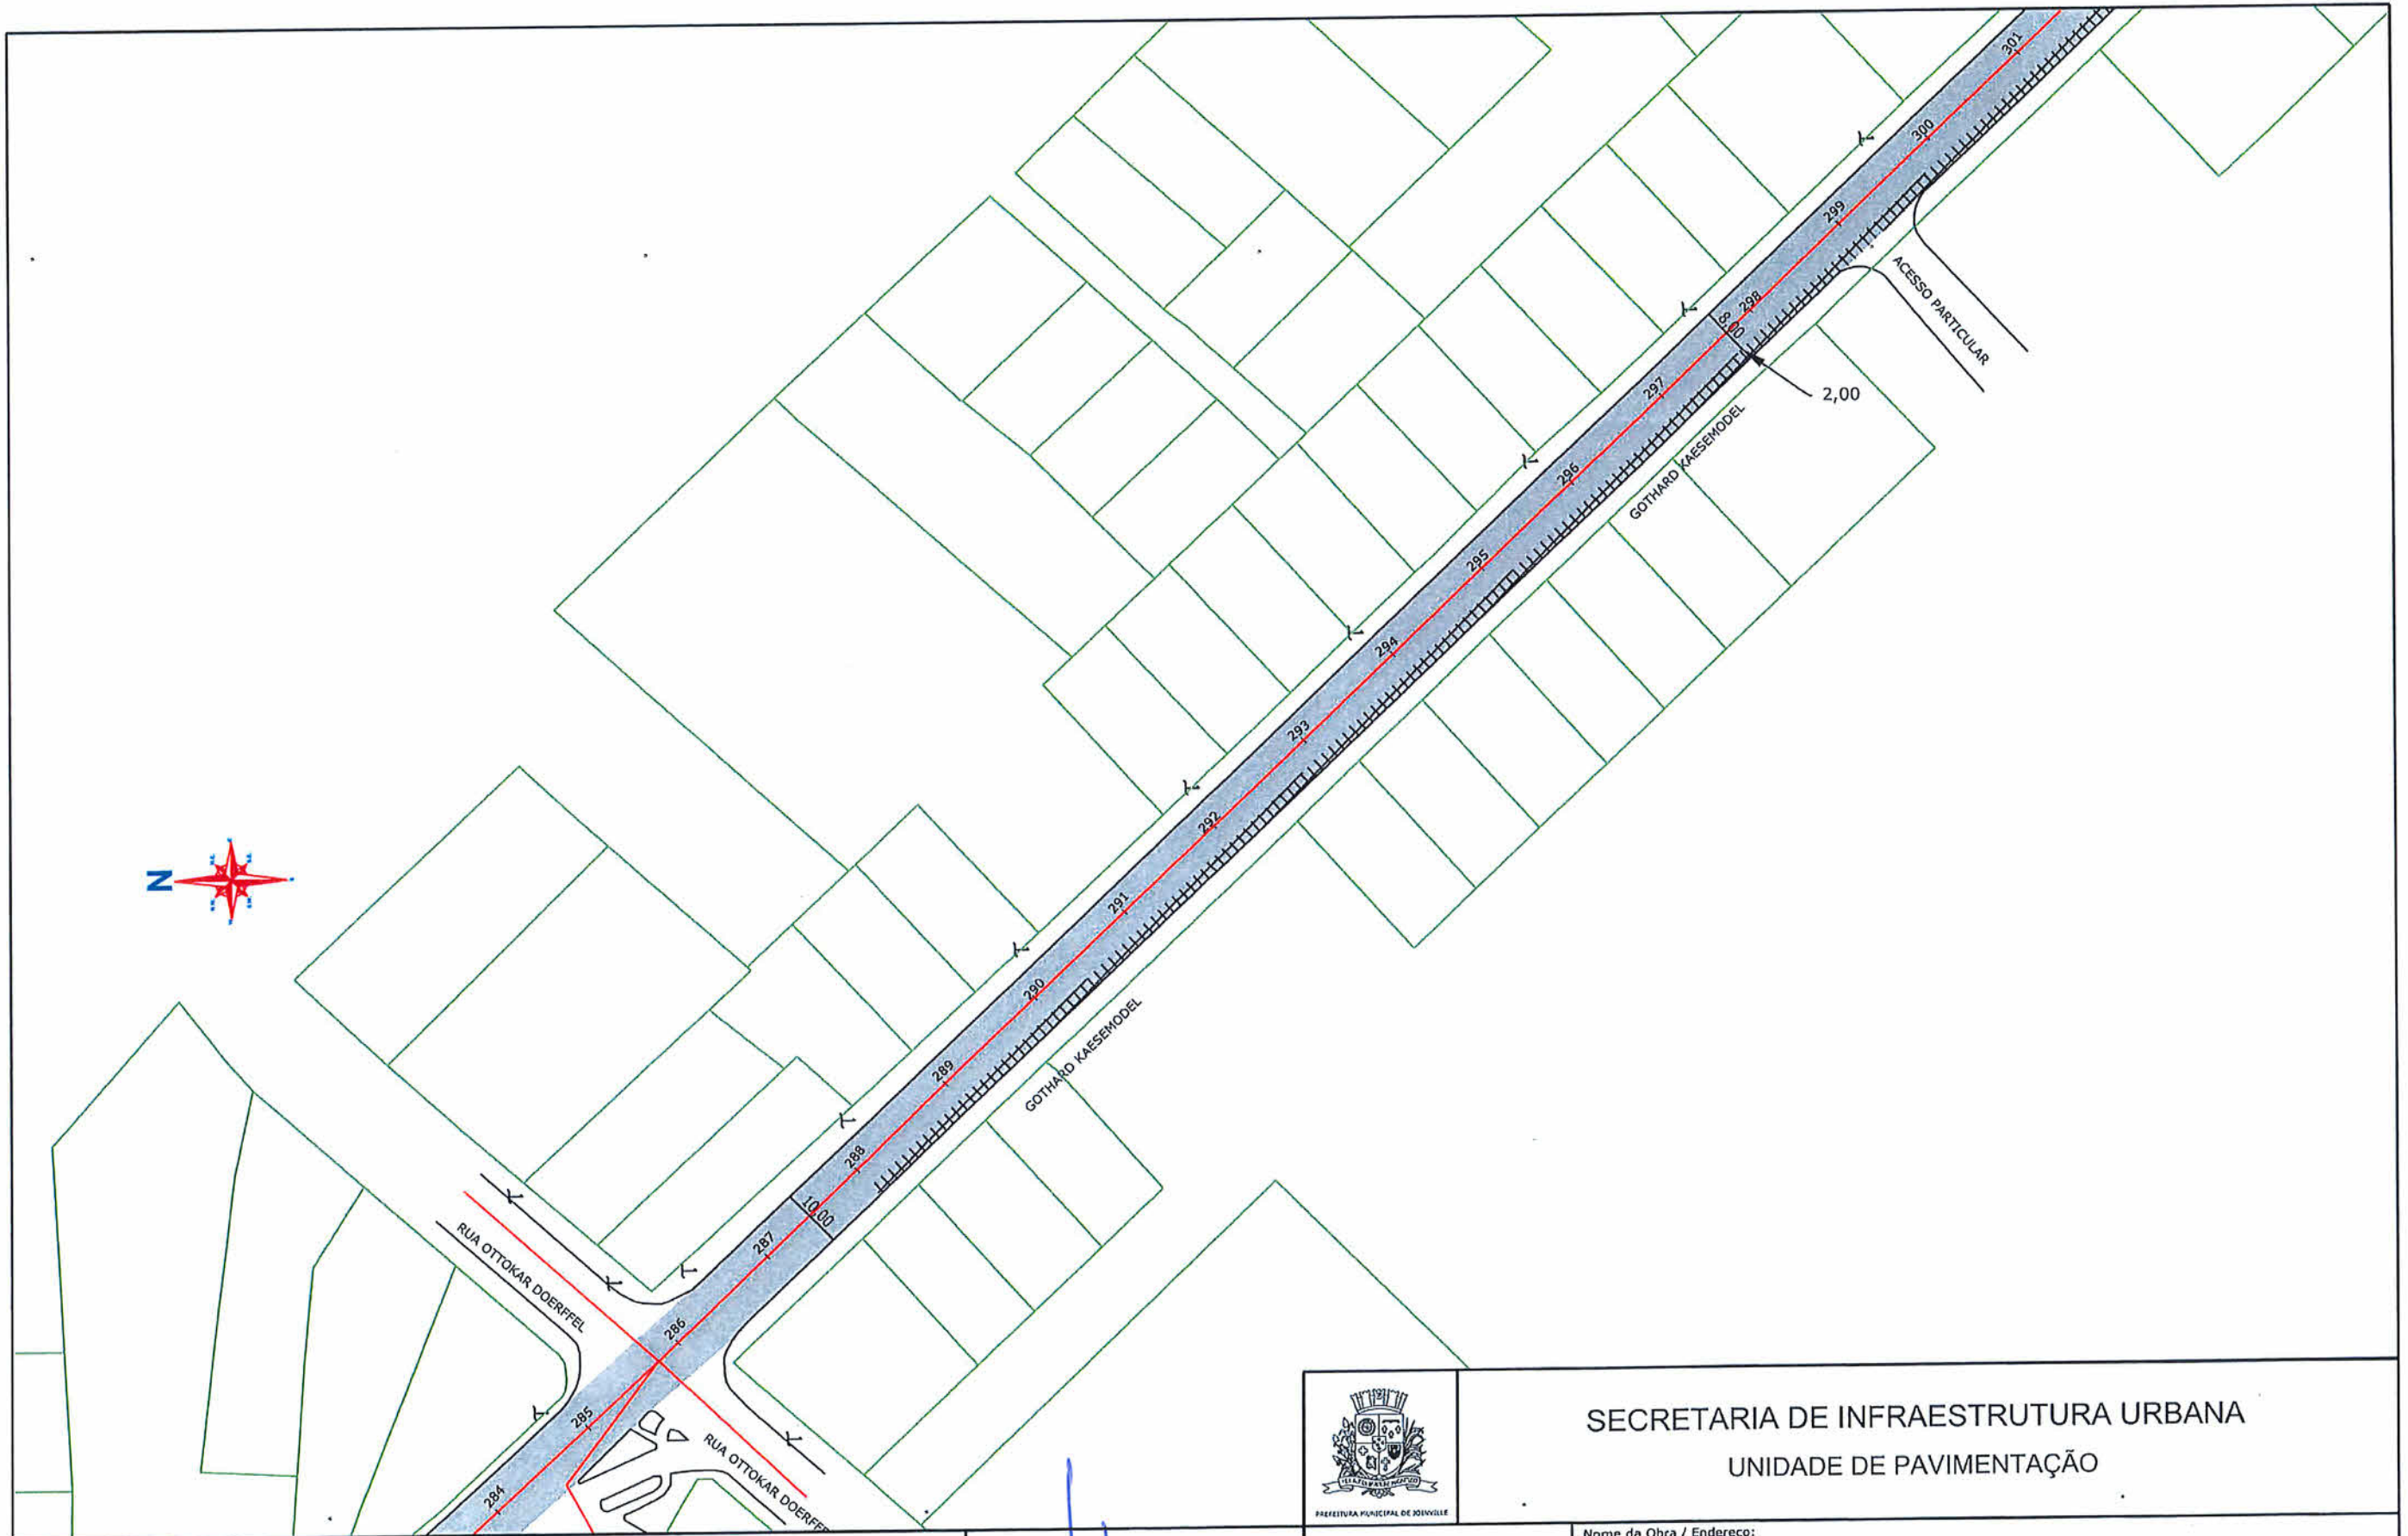 301
300
299
298
8,00
ACESSO PARTICULAR
297
2,00
GOTHARD KAESEMODEL
296
295
294
293
292
291
N
290
GOTHARD KAESEMODEL
289
288
10,00
287
RUA OTTOKAR DOERFFEL
286
285
RUA OTTOKAR DOERFFEL
284
SECRETARIA DE INFRAESTRUTURA URBANA
UNIDADE DE PAVIMENTAÇÃO
PREFEITURA MUNICIPAL DE JOINVILLE
Nome da Obra / Endereço: